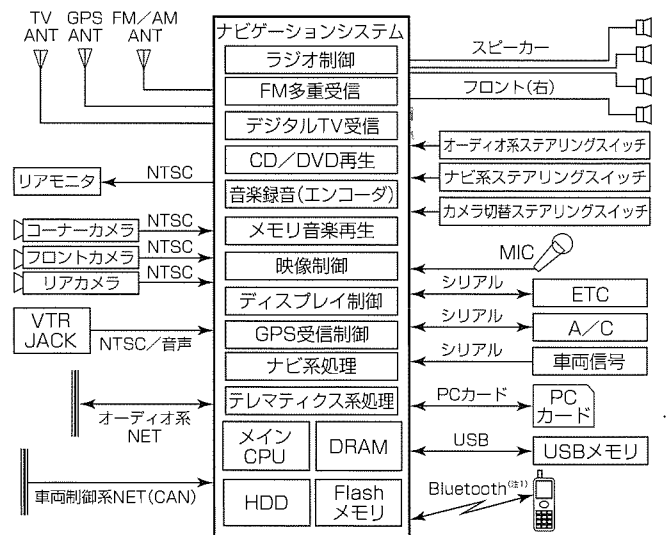 TV GPS FM/AM
ANT ANT ANT
ナビゲーションシステム
ラジオ制御
FM多重受信
デジタルTV受信
CD/DVD再生
音楽録音(エンコーダ)
メモリ音楽再生
映像制御
ディスプレイ制御
GPS受信制御
ナビ系処理
テレマティクス系処理
メイン
CPU
DRAM
HDD
Flash
メモリ
リアモニタ
NTSC
コーナーカメラ
NTSC
フロントカメラ
NTSC
リアカメラ
NTSC
VTR
JACK
NTSC/音声
オーディオ系
NET
車両制御系NET(CAN)
スピーカー
フロント(右)
オーディオ系ステアリングスイッチ
ナビ系ステアリングスイッチ
カメラ切替ステアリングスイッチ
MIC
シリアル
ETC
シリアル
A/C
シリアル
車両信号
PCカード
PC
カード
USB
USBメモリ
Bluetooth(注1)